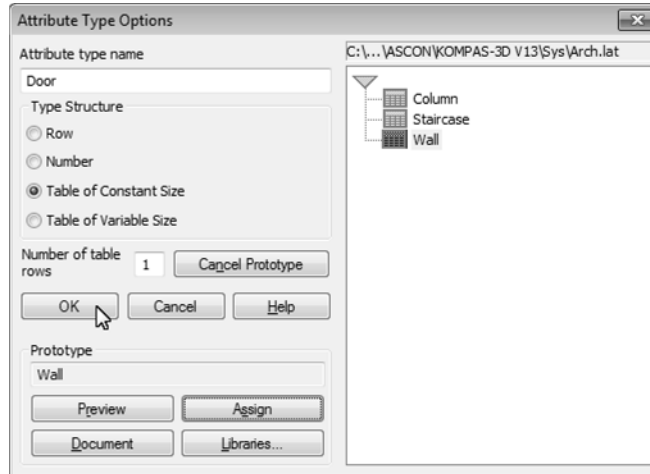 Attribute Type Options
Attribute type name
Door
Type Structure
Row
Number
Table of Constant Size
Table of Variable Size
Number of table
rows
1
Cancel Prototype
OK
Cancel
Help
Prototype
Wall
Preview
Assign
Document
Libraries...
C:\...\ASCON\KOMPAS-3D V13\Sys\Arch.lat
Column
Staircase
Wall